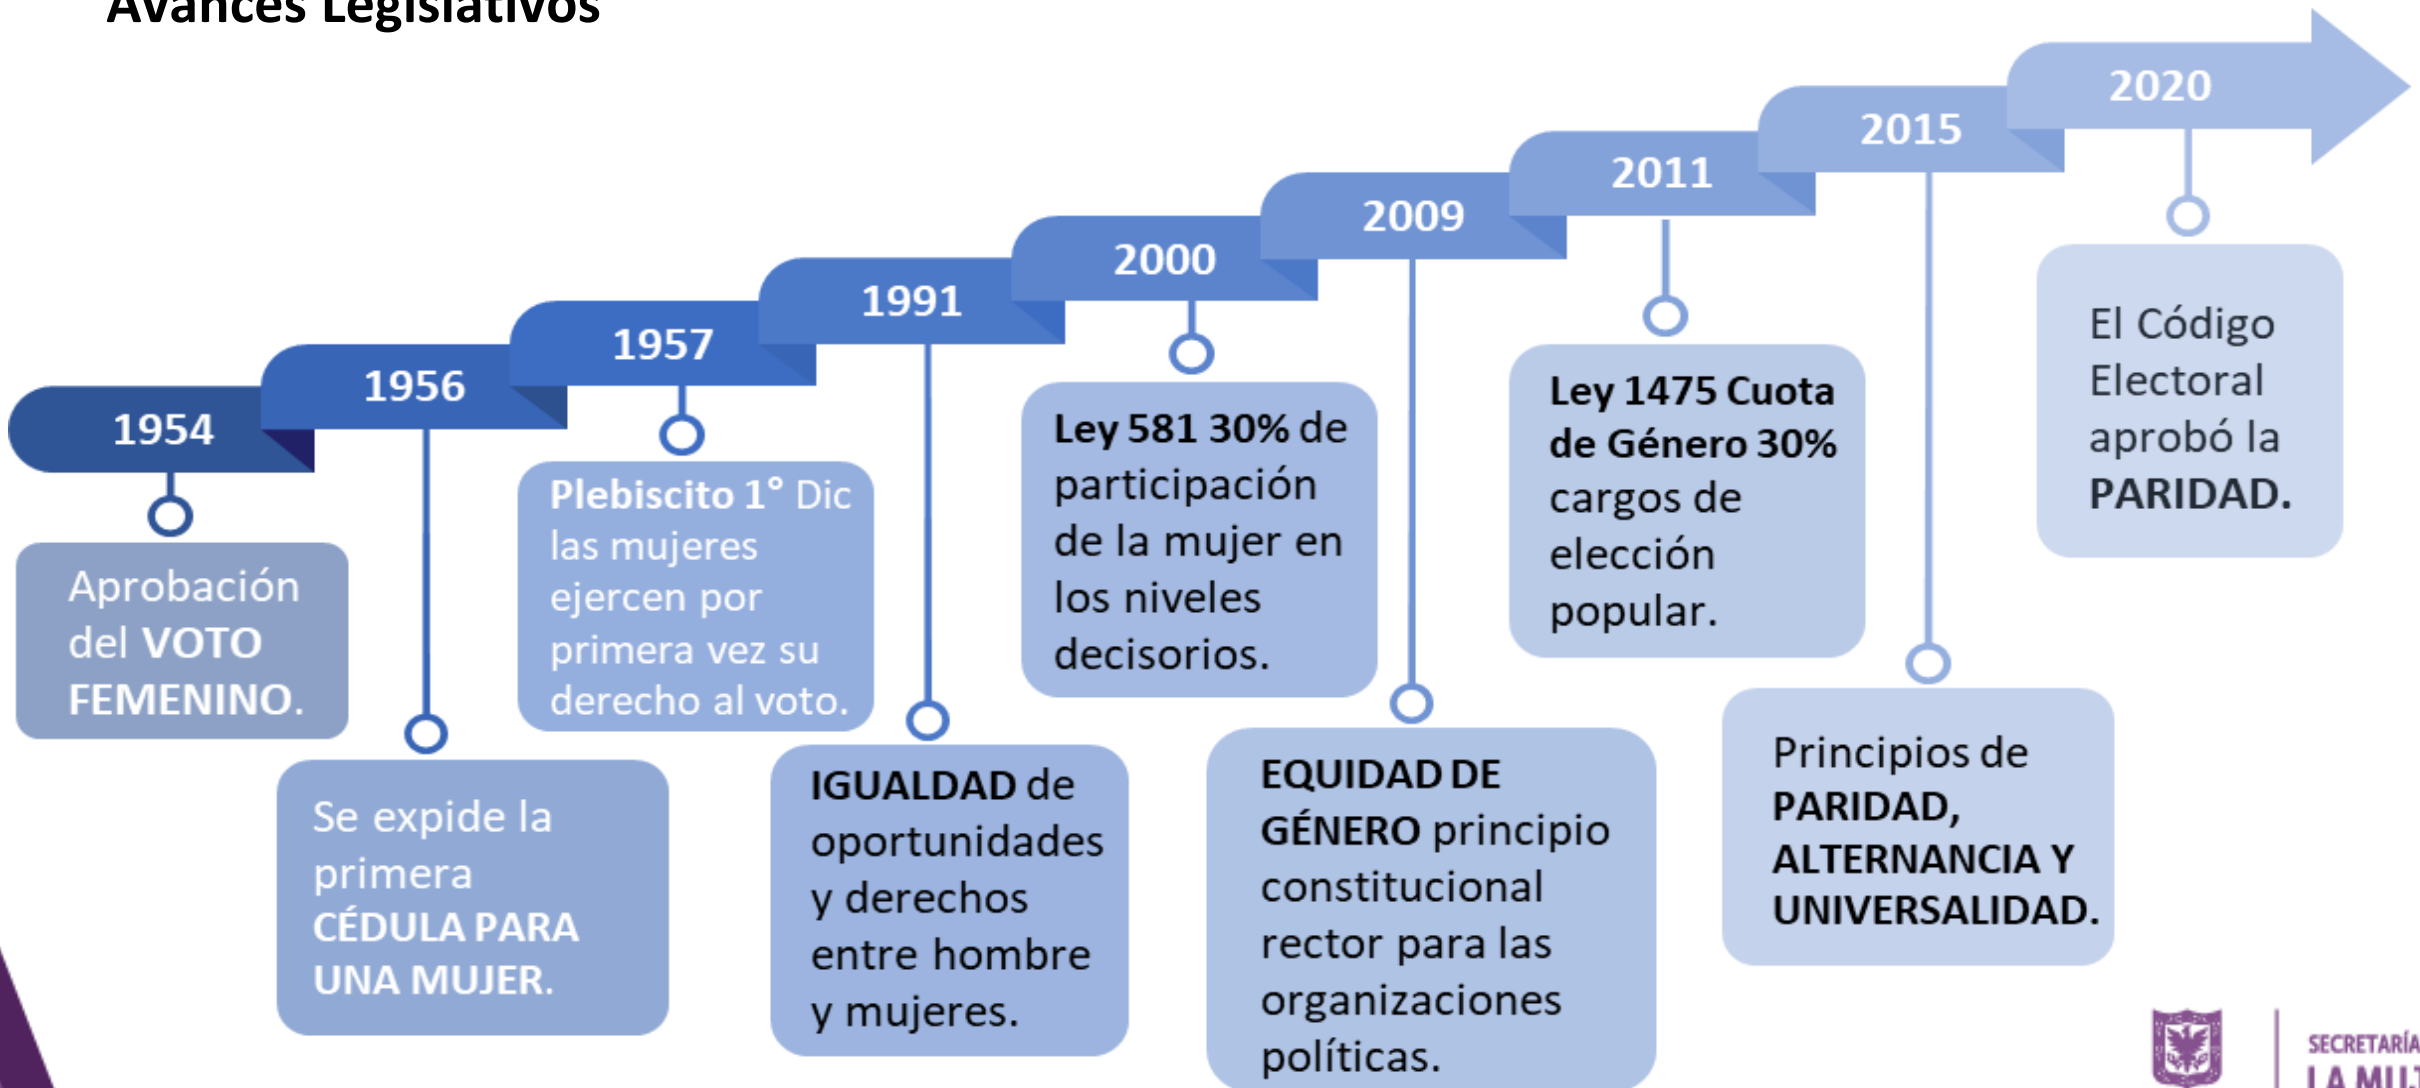 Avances Legislativos
1954
Aprobación
del VOTO
FEMENINO.
1956
Se expide la
primera
CÉDULA PARA
UNA MUJER.
1957
Plebiscito 1° Dic
las mujeres
ejercen por
primera vez su
derecho al voto.
1991
IGUALDAD de
oportunidades
y derechos
entre hombre
y mujeres.
2000
Ley 581 30% de
participación
de la mujer en
los niveles
decisorios.
2009
EQUIDAD DE
GÉNERO principio
constitucional
rector para las
organizaciones
políticas.
2011
Ley 1475 Cuota
de Género 30%
cargos de
elección
popular.
2015
Principios de
PARIDAD,
ALTERNANCIA Y
UNIVERSALIDAD.
2020
El Código
Electoral
aprobó la
PARIDAD.
SECRETARÍA
LA